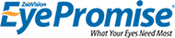 ZeaVision
EyePromise®
What Your Eyes Need Most